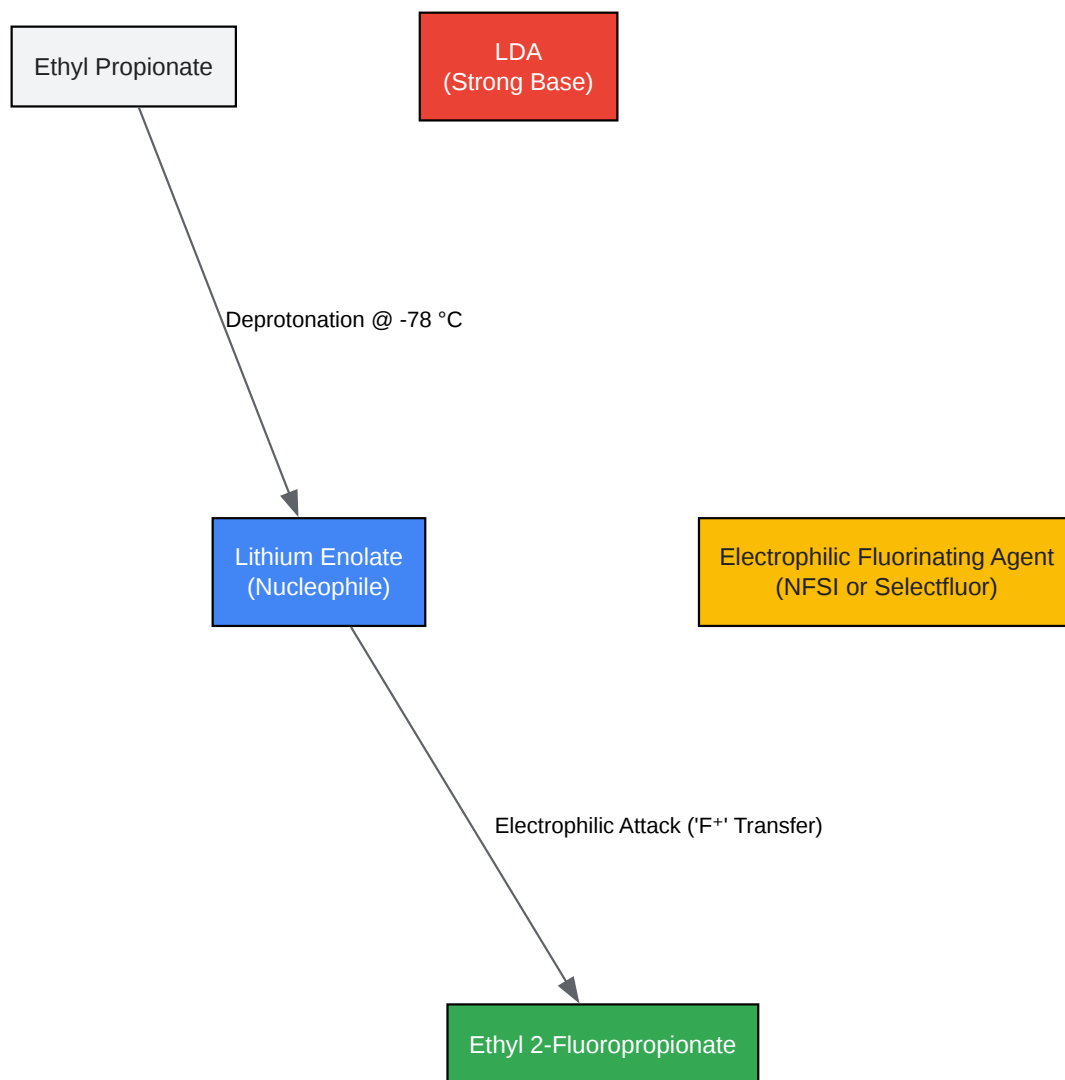 Ethyl Propionate
LDA
(Strong Base)
Deprotonation @ -78 °C
Lithium Enolate
(Nucleophile)
Electrophilic Fluorinating Agent
(NFSI or Selectfluor)
Electrophilic Attack ('F⁺' Transfer)
Ethyl 2-Fluoropropionate